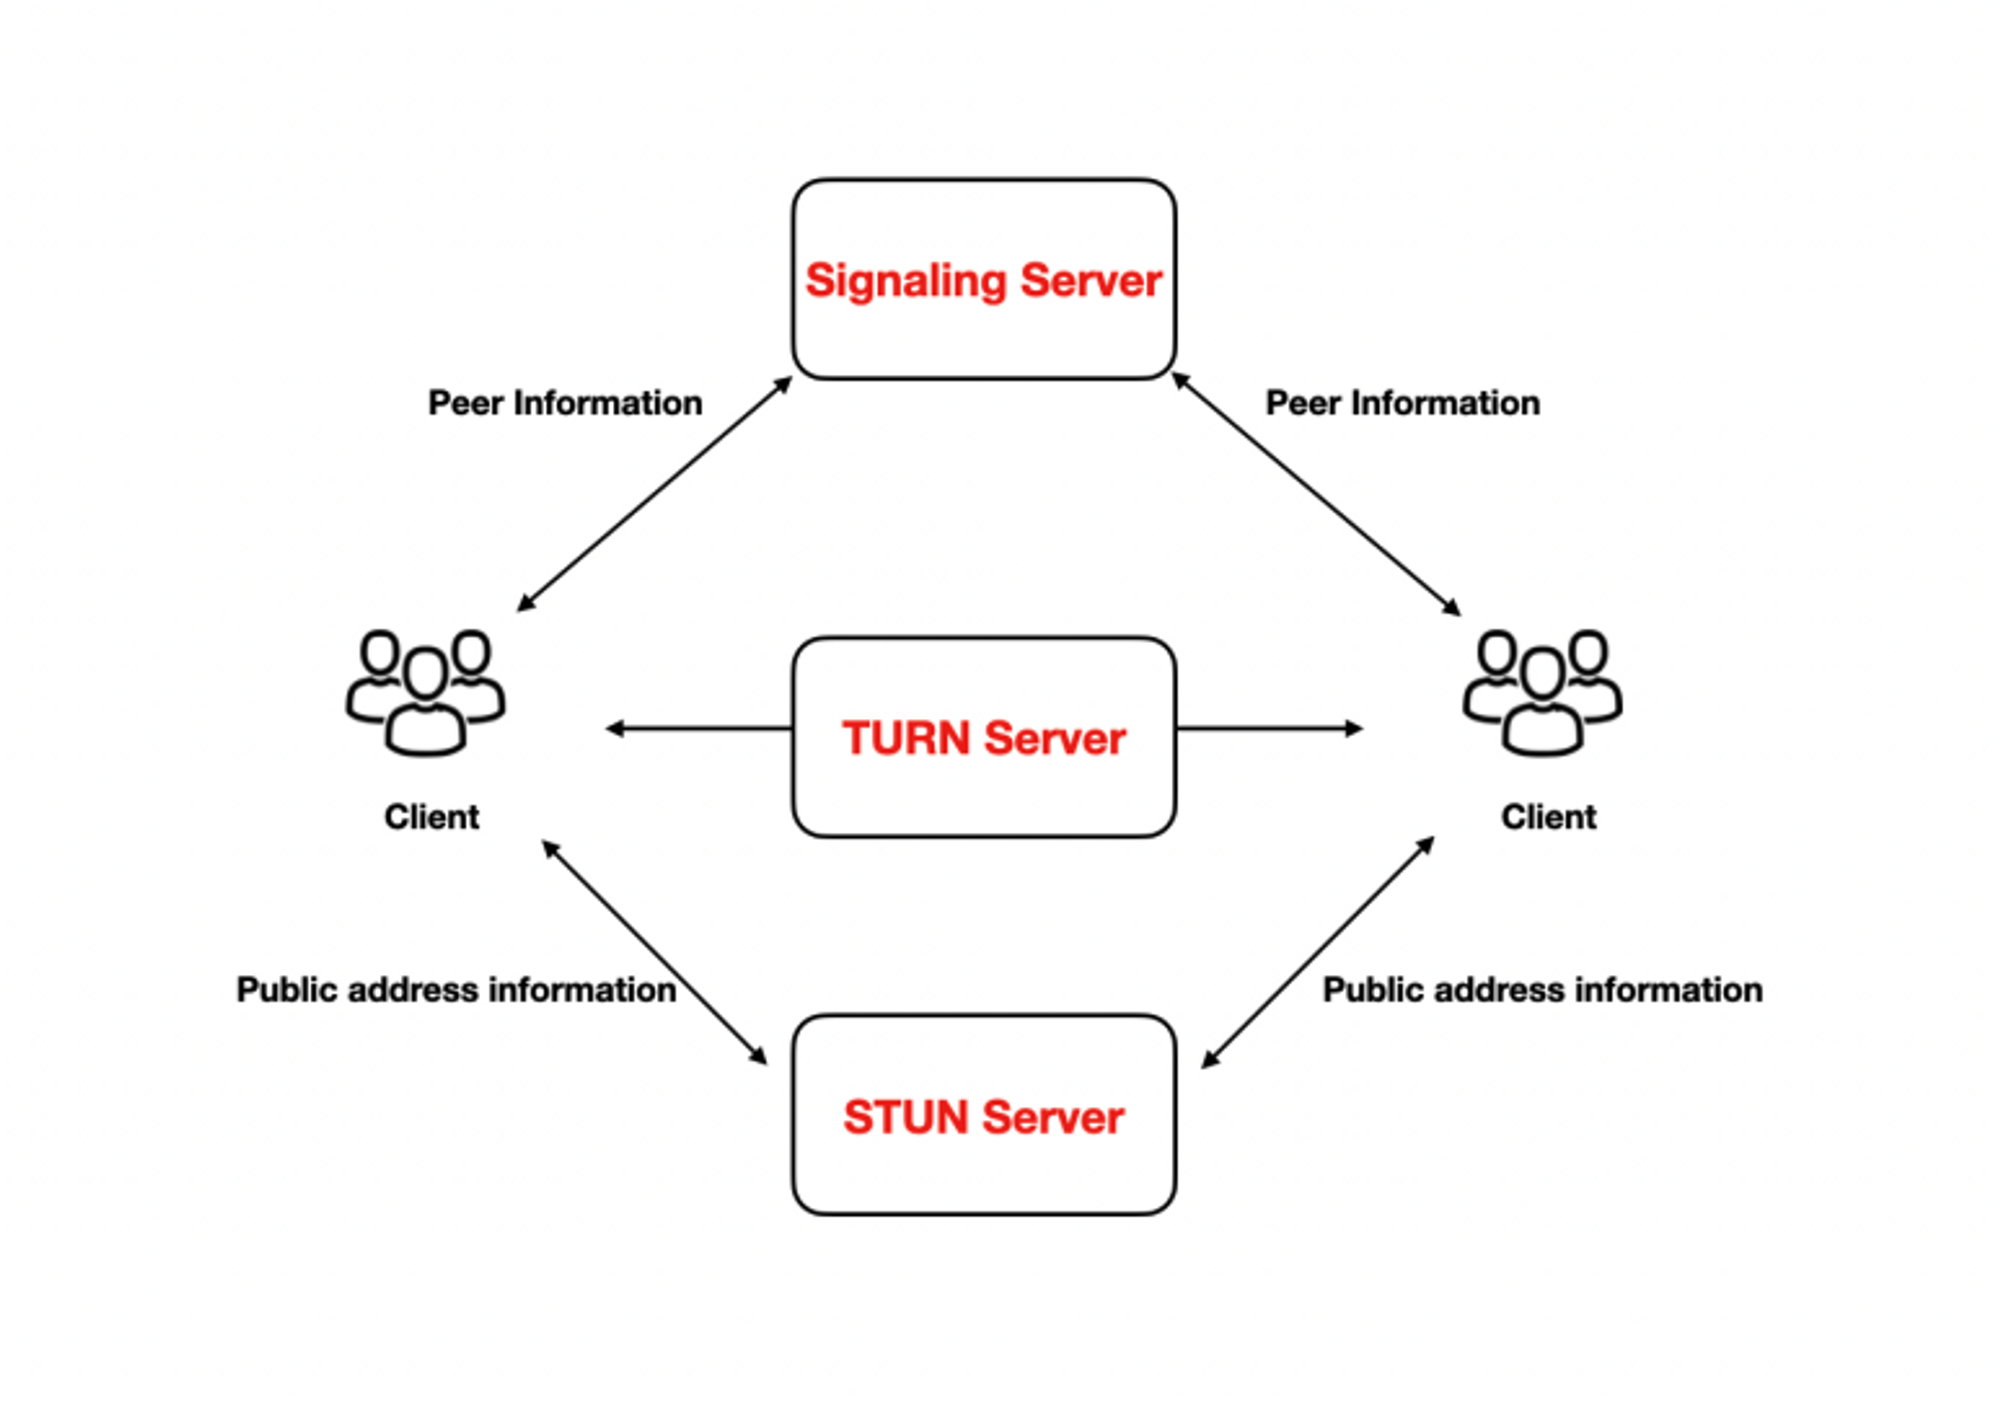 Signaling Server
Peer Information
Peer Information
TURN Server
Client
Client
Public address information
Public address information
STUN Server